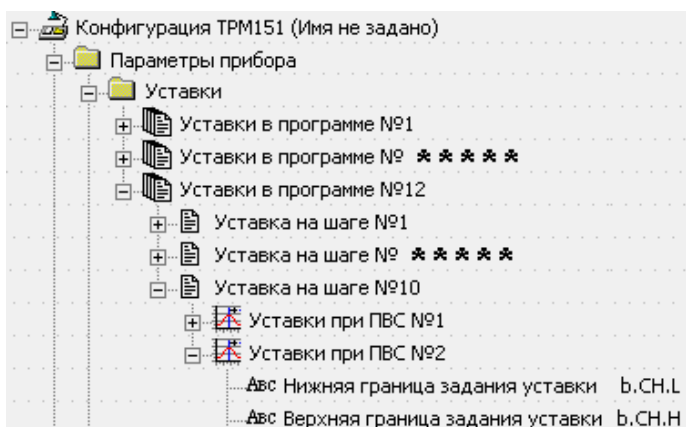 Конфигурация ТРМ151 (Имя не задано)
Параметры прибора
Уставки
Уставки в программе №1
Уставки в программе № * * * * *
Уставки в программе №12
Уставка на шаге №1
Уставка на шаге № * * * * *
Уставка на шаге №10
Уставки при ПВС №1
Уставки при ПВС №2
Авс Нижняя граница задания уставки b.CH.L
Авс Верхняя граница задания уставки b.CH.H